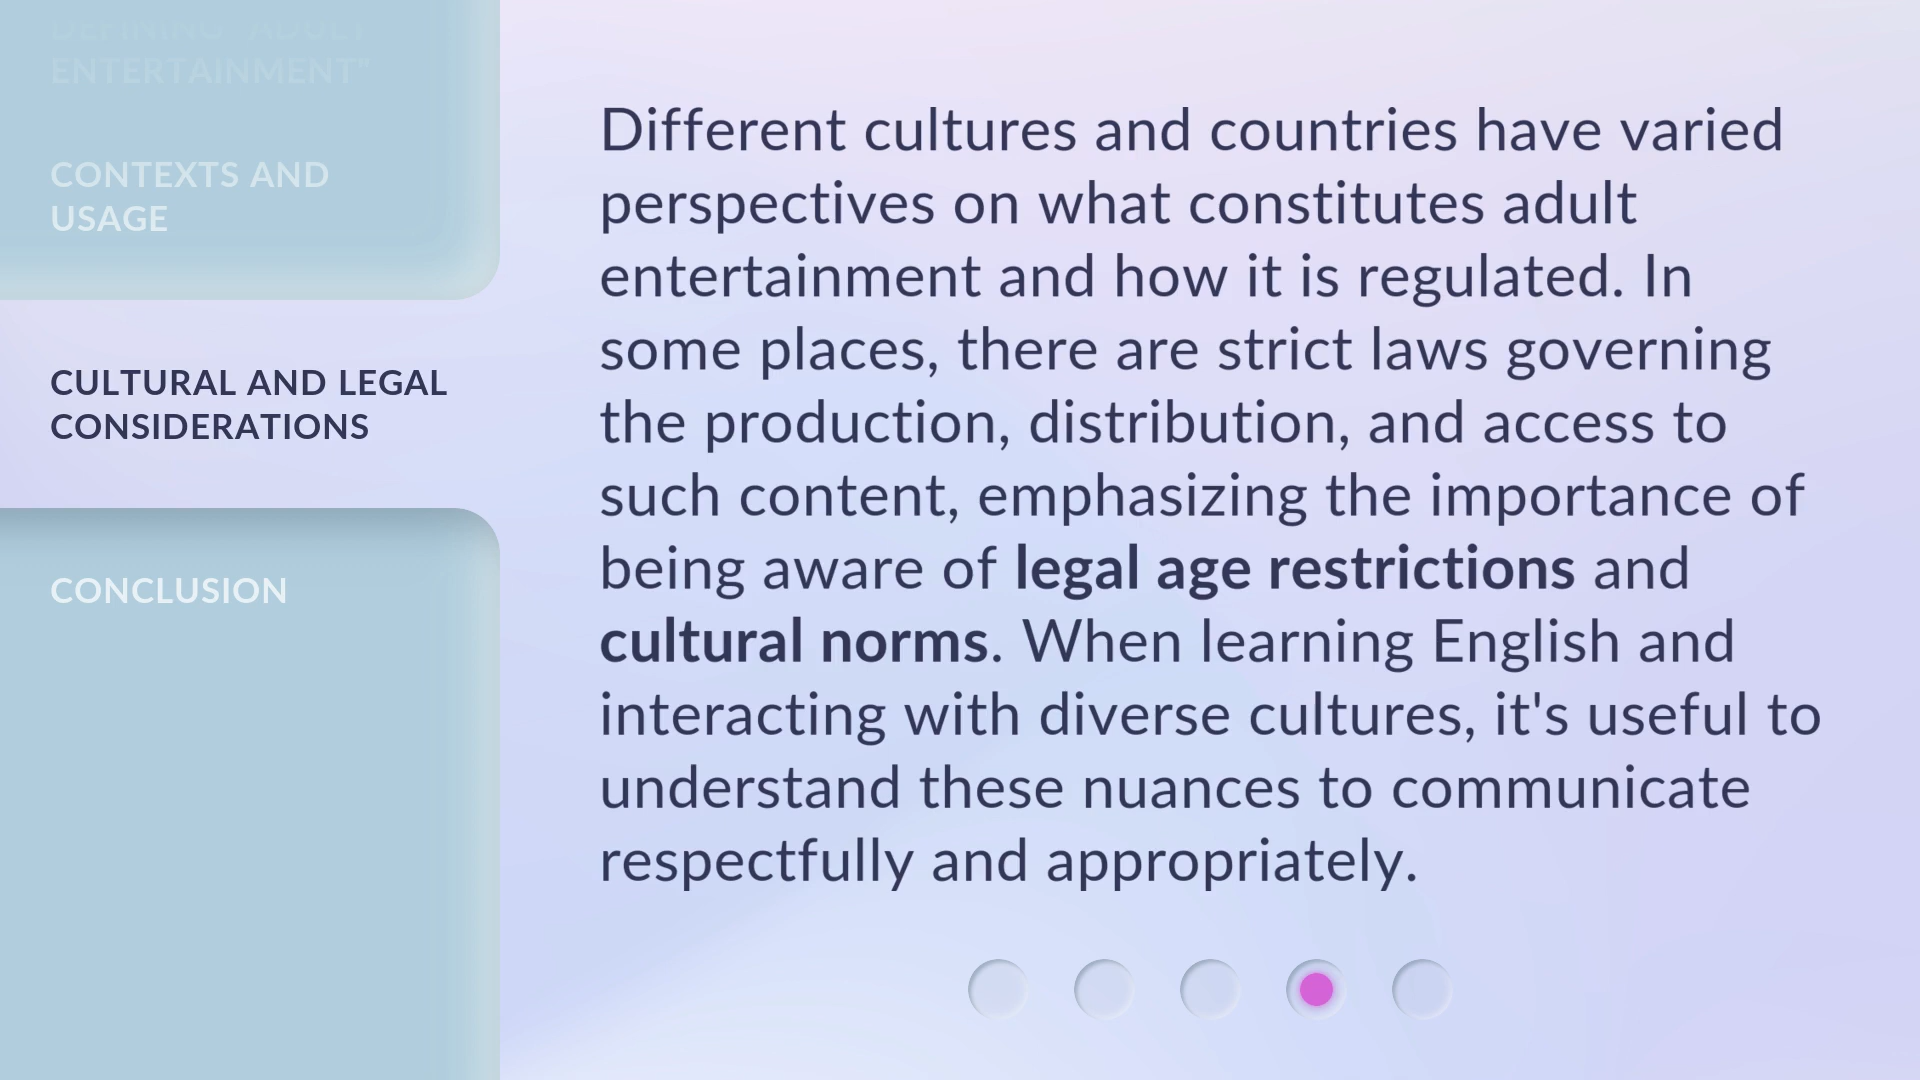 DEFINING "ADULT
ENTERTAINMENT"
CONTEXTS AND
USAGE
CULTURAL AND LEGAL
CONSIDERATIONS
CONCLUSION
Different cultures and countries have varied
perspectives on what constitutes adult
entertainment and how it is regulated. In
some places, there are strict laws governing
the production, distribution, and access to
such content, emphasizing the importance of
being aware of legal age restrictions and
cultural norms. When learning English and
interacting with diverse cultures, it's useful to
understand these nuances to communicate
respectfully and appropriately.